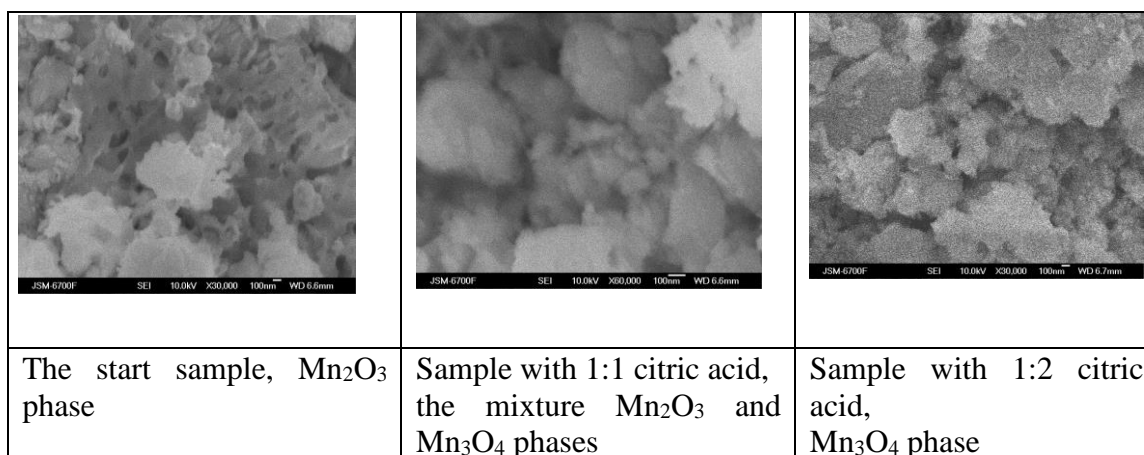 JSM-6700F SEI 10.0kV X30,000 100nm WD 6.6mm
JSM-6700F SEI 10.0kV X60,000 100nm WD 6.6mm
JSM-6700F SEI 10.0kV X30,000 100nm WD 6.7mm
The start sample, Mn₂O₃
phase
Sample with 1:1 citric acid,
the mixture Mn₂O₃ and
Mn₃O₄ phases
Sample with 1:2 citric
acid,
Mn₃O₄ phase